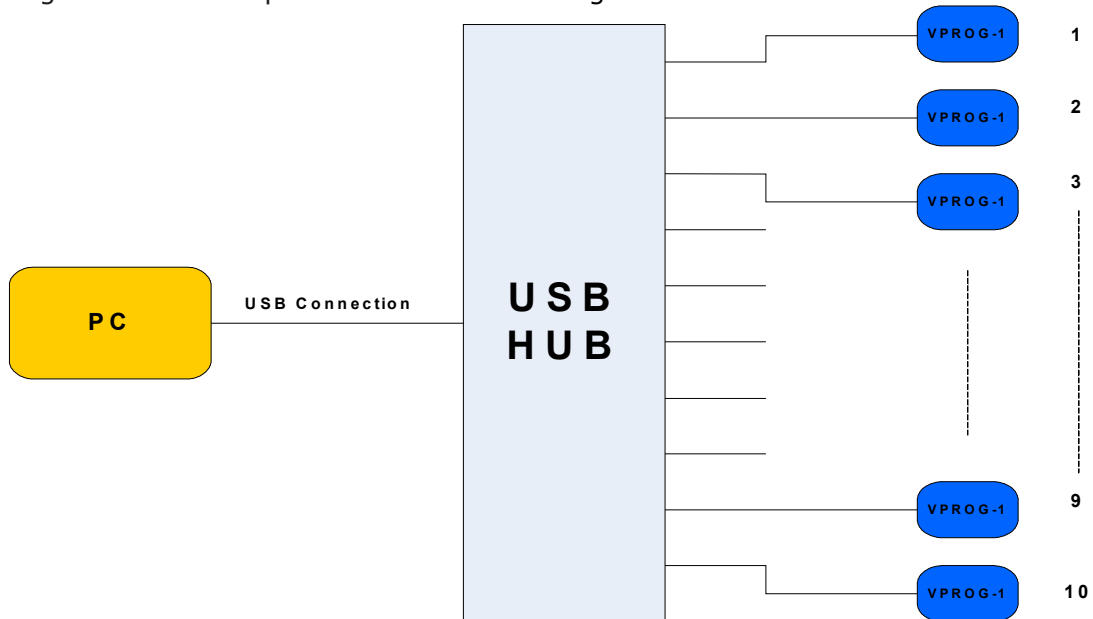 VPROG-1 1
VPROG-1 2
VPROG-1 3
PC
USB Connection
USB
HUB
VPROG-1 9
VPROG-1 10